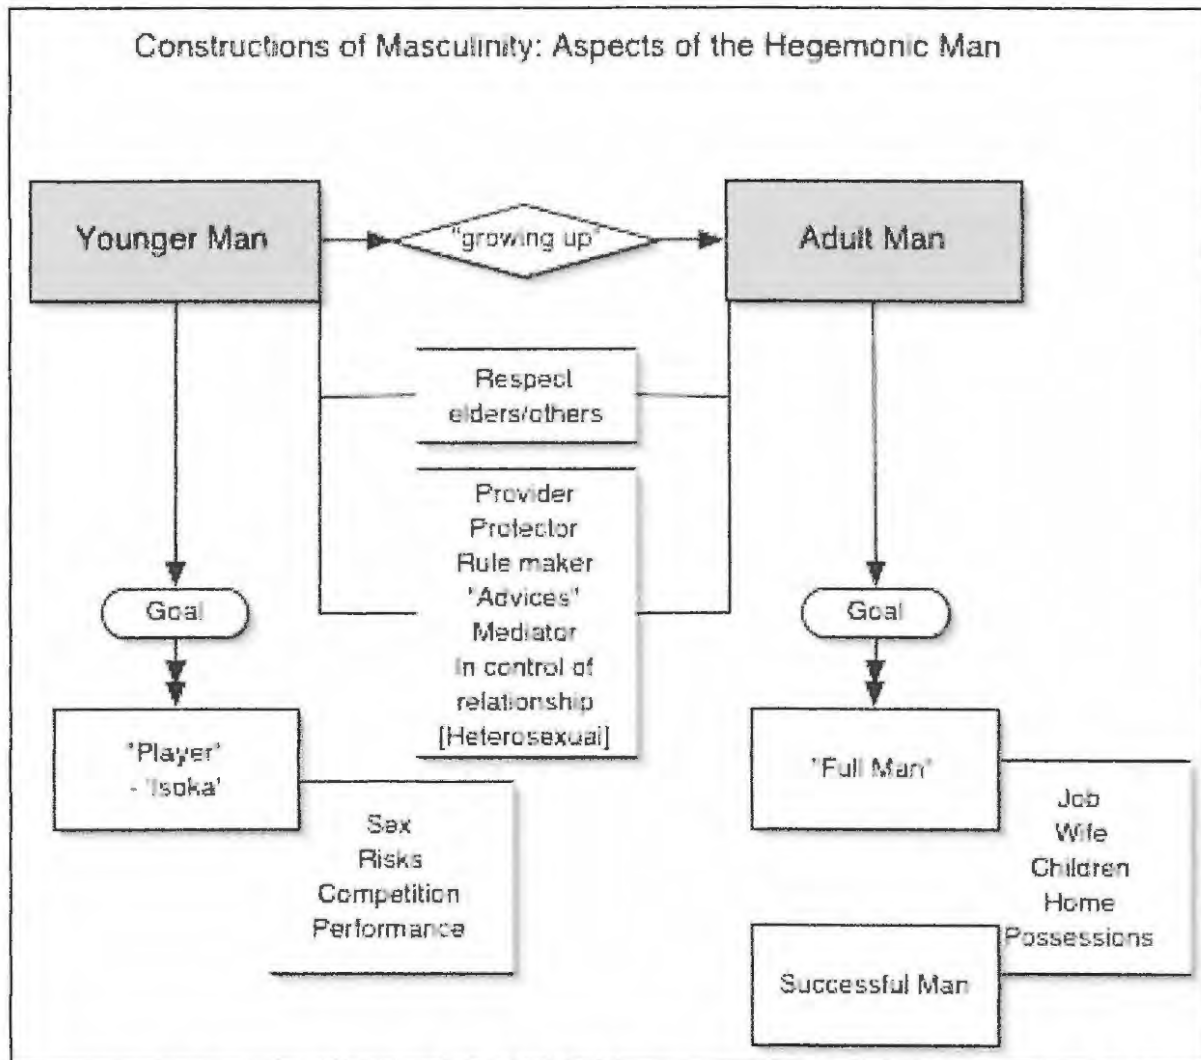 Constructions of Masculinity: Aspects of the Hegemonic Man
Younger Man
"growing up"
Adult Man
Respect
elders/others
Provider
Protector
Rule maker
"Advices"
Mediator
In control of
relationship
[Heterosexual]
Goal
Goal
"Player"
- 'Isoka'
Sex
Risks
Competition
Performance
"Full Man"
Job
Wife
Children
Home
Possessions
Successful Man